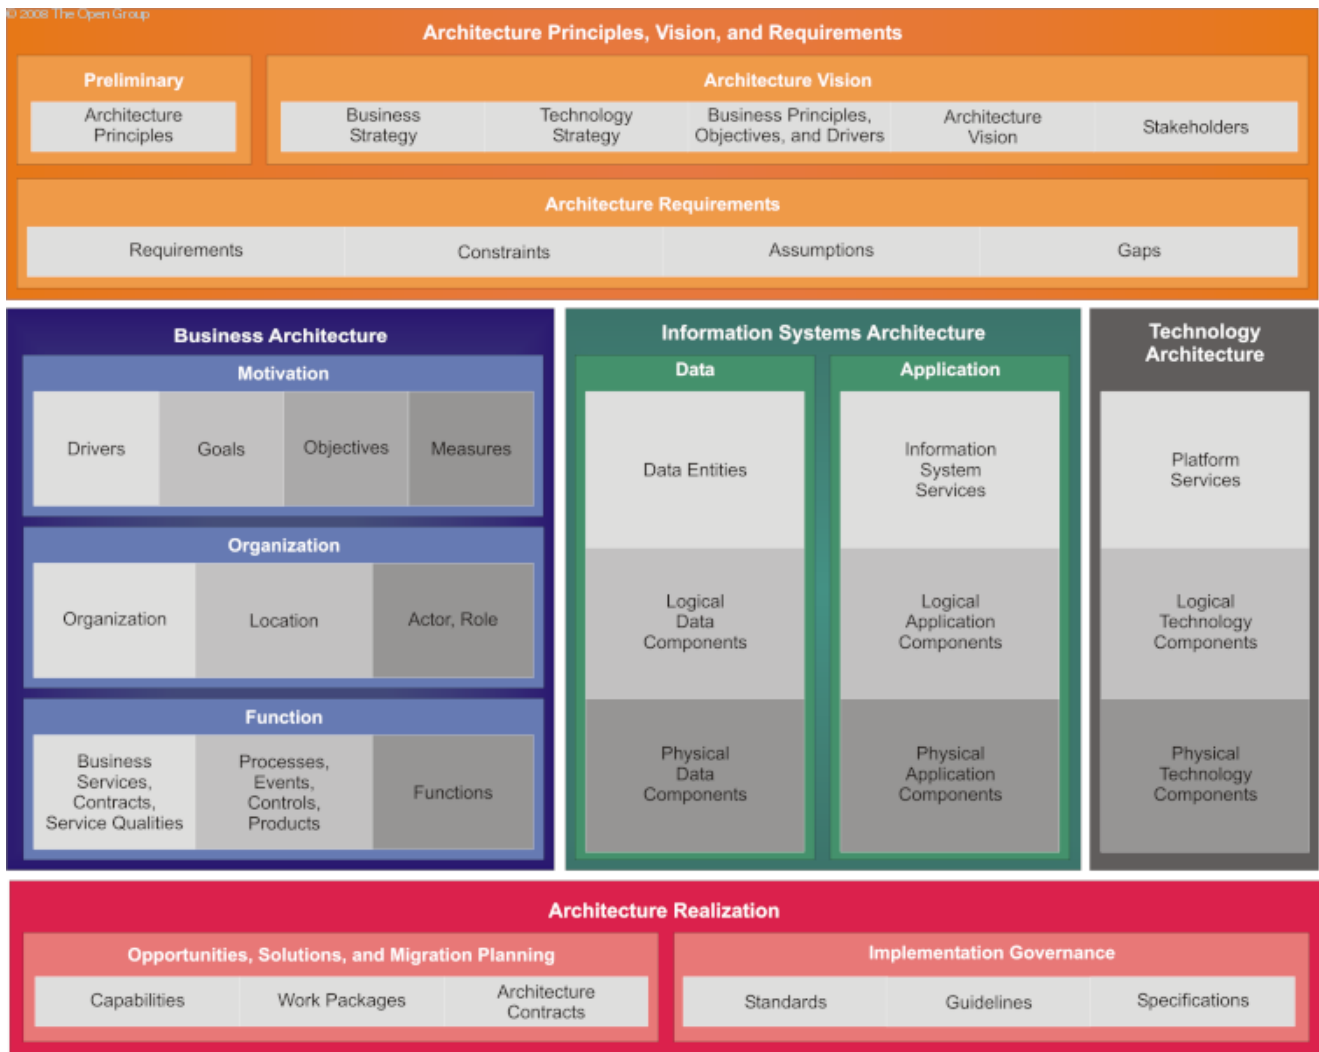 © 2008 The Open Group
Architecture Principles, Vision, and Requirements
Preliminary
Architecture
Principles
Architecture Vision
Business
Strategy
Technology
Strategy
Business Principles,
Objectives, and Drivers
Architecture
Vision
Stakeholders
Architecture Requirements
Requirements
Constraints
Assumptions
Gaps
Business Architecture
Motivation
Drivers
Goals
Objectives
Measures
Organization
Organization
Location
Actor, Role
Function
Business
Services,
Contracts,
Service Qualities
Processes,
Events,
Controls,
Products
Functions
Information Systems Architecture
Data
Data Entities
Logical
Data
Components
Physical
Data
Components
Application
Information
System
Services
Logical
Application
Components
Physical
Application
Components
Technology
Architecture
Platform
Services
Logical
Technology
Components
Physical
Technology
Components
Architecture Realization
Opportunities, Solutions, and Migration Planning
Capabilities
Work Packages
Architecture
Contracts
Implementation Governance
Standards
Guidelines
Specifications